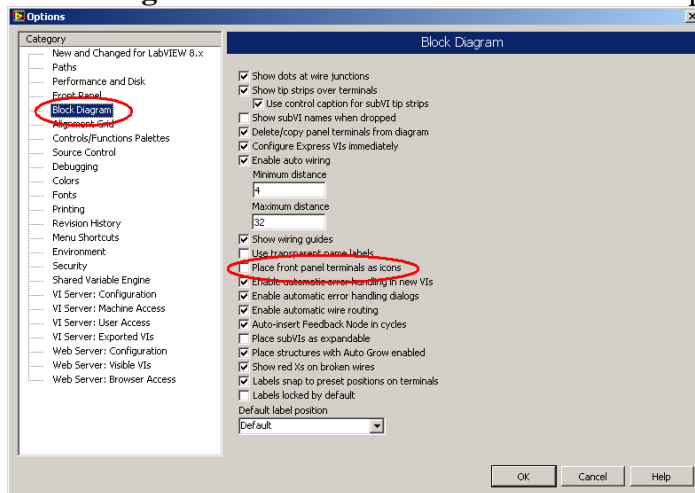 Options
Category
New and Changed for LabVIEW 8.x
Paths
Performance and Disk
Front Panel
Block Diagram
Alignment Grid
Controls/Functions Palettes
Source Control
Debugging
Colors
Fonts
Printing
Revision History
Menu Shortcuts
Environment
Security
Shared Variable Engine
VI Server: Configuration
VI Server: Machine Access
VI Server: User Access
VI Server: Exported VIs
Web Server: Configuration
Web Server: Visible VIs
Web Server: Browser Access
Block Diagram
Show dots at wire junctions
Show tip strips over terminals
Use control caption for subVI tip strips
Show subVI names when dropped
Delete/copy panel terminals from diagram
Configure Express VIs immediately
Enable auto wiring
Minimum distance
4
Maximum distance
32
Show wiring guides
Use transparent name labels
Place front panel terminals as icons
Enable automatic error handling in new VIs
Enable automatic error handling dialogs
Enable automatic wire routing
Auto-insert Feedback Node in cycles
Place subVIs as expandable
Place structures with Auto Grow enabled
Show red Xs on broken wires
Labels snap to preset positions on terminals
Labels locked by default
Default label position
Default
OK
Cancel
Help